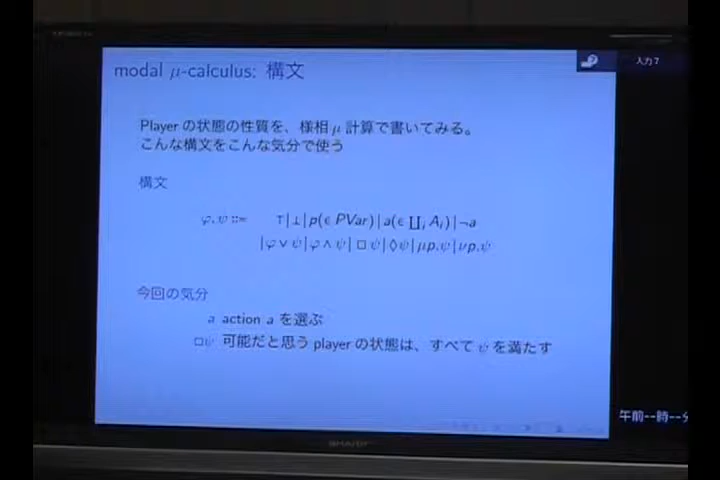 modal μ-calculus: 構文
入力7
Player の状態の性質を、様相 μ 計算で書いてみる。
こんな構文をこんな気分で使う
構文
φ, ψ ::= ⊤|⊥|p(∈ PVar)|a(∈ ∐ᵢ Aᵢ)|¬a
|φ ∨ ψ|φ ∧ ψ|□ψ|◊ψ|μp.ψ|νp.ψ
今回の気分
a action a を選ぶ
□ψ 可能だと思う player の状態は、すべて ψ を満たす
午前--時--分
SHARP